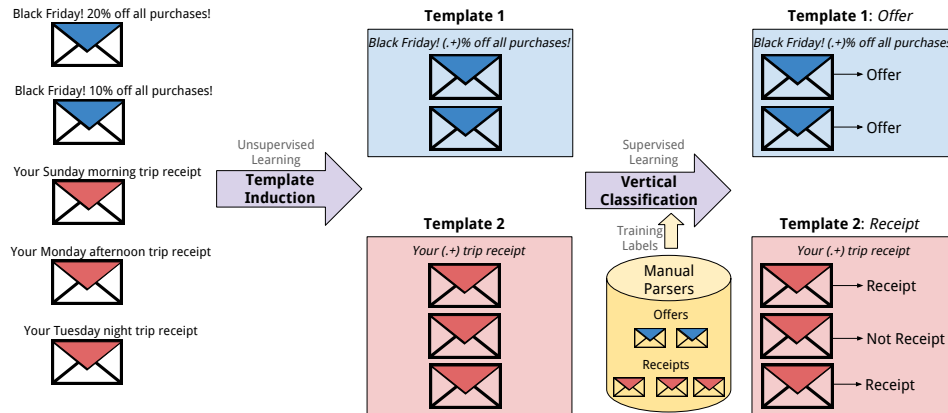 Black Friday! 20% off all purchases!
Black Friday! 10% off all purchases!
Your Sunday morning trip receipt
Your Monday afternoon trip receipt
Your Tuesday night trip receipt
Unsupervised
Learning
Template
Induction
Template 1
Black Friday! (.+)% off all purchases!
Template 2
Your (.+) trip receipt
Supervised
Learning
Vertical
Classification
Training
Labels
Manual
Parsers
Offers
Receipts
Template 1: Offer
Black Friday! (.+)% off all purchases
Offer
Offer
Template 2: Receipt
Your (.+) trip receipt
Receipt
Not Receipt
Receipt